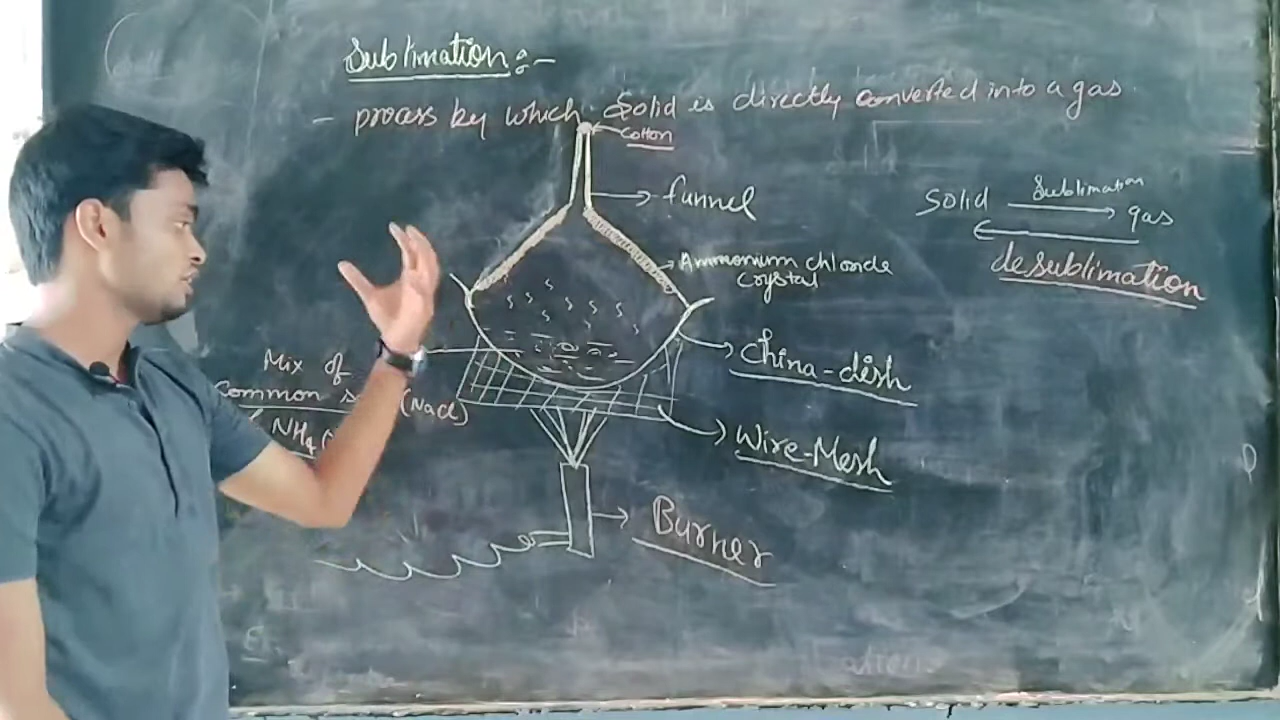 Sublimation :-
- process by which Solid is directly converted into a gas.
Cotton
funnel
Solid Sublimation gas
desublimation
Ammonium chloride
crystal
China-dish
Mix of
Common (NaCl)
NH4
Wire-Mesh
Burner